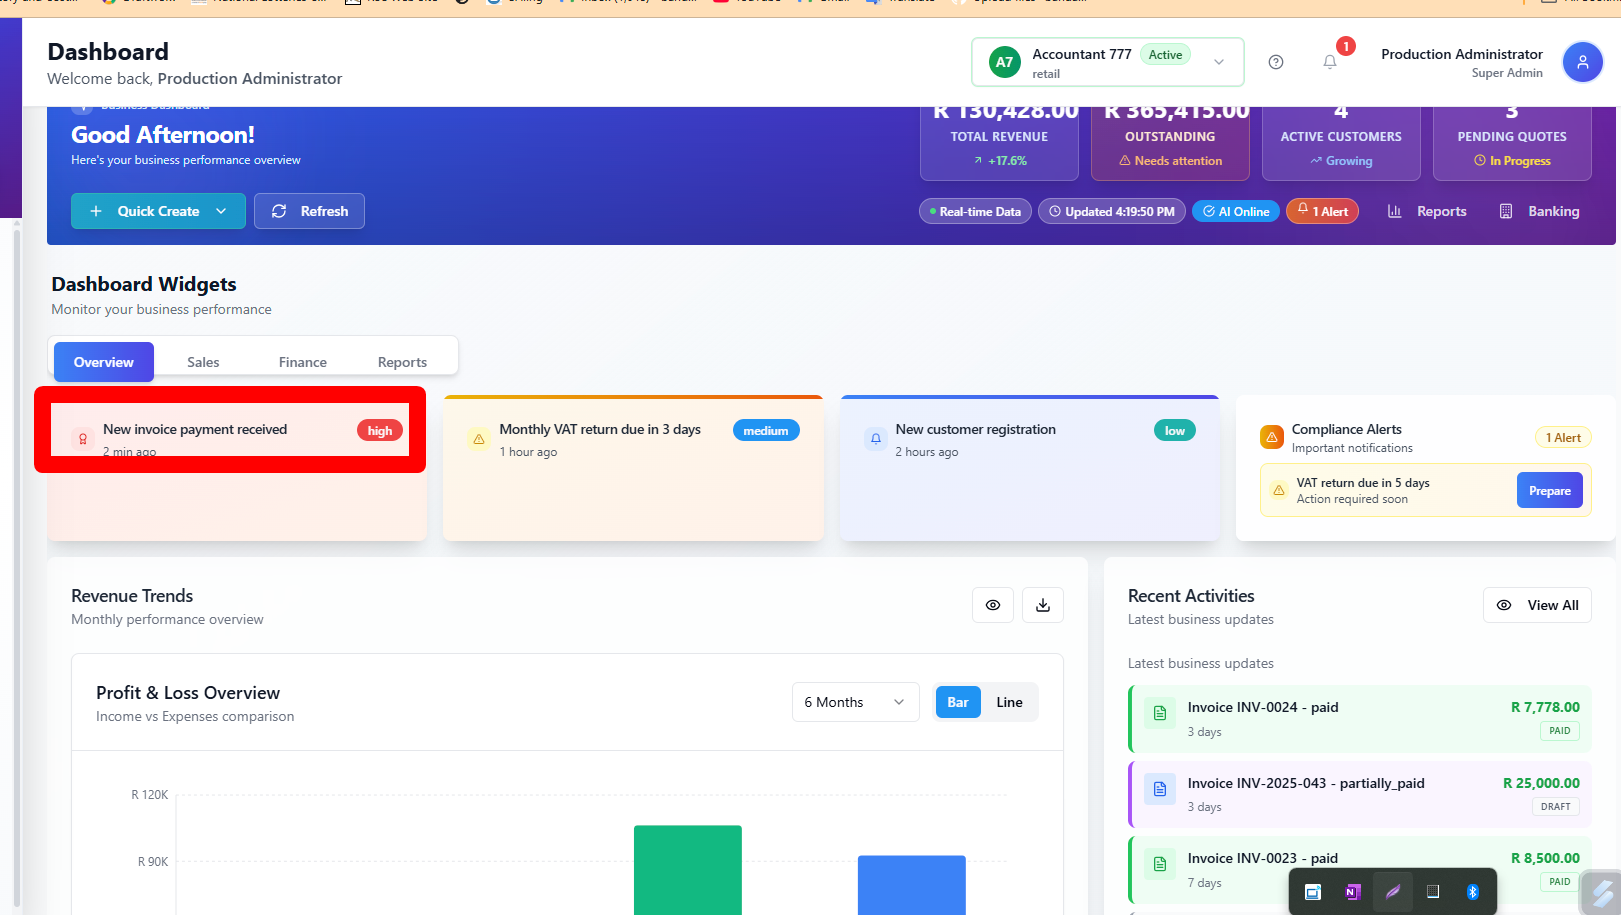 Dashboard
Welcome back, Production Administrator
A7
Accountant 777
Active
retail
1
Production Administrator
Super Admin
Business Dashboard
Good Afternoon!
Here's your business performance overview
Quick Create
Refresh
R 130,428.00
TOTAL REVENUE
+17.6%
R 365,415.00
OUTSTANDING
Needs attention
4
ACTIVE CUSTOMERS
Growing
3
PENDING QUOTES
In Progress
Real-time Data
Updated 4:19:50 PM
AI Online
1 Alert
Reports
Banking
Dashboard Widgets
Monitor your business performance
Overview
Sales
Finance
Reports
New invoice payment received
high
2 min ago
Monthly VAT return due in 3 days
medium
1 hour ago
New customer registration
low
2 hours ago
Compliance Alerts
Important notifications
1 Alert
VAT return due in 5 days
Action required soon
Prepare
Revenue Trends
Monthly performance overview
Profit & Loss Overview
Income vs Expenses comparison
6 Months
Bar
Line
R 120K
R 90K
Recent Activities
Latest business updates
View All
Latest business updates
Invoice INV-0024 - paid
R 7,778.00
3 days
PAID
Invoice INV-2025-043 - partially_paid
R 25,000.00
3 days
DRAFT
Invoice INV-0023 - paid
R 8,500.00
7 days
PAID